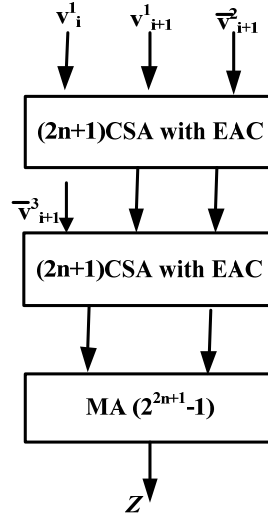 v¹ᵢ v¹ᵢ₊₁ v̅²ᵢ₊₁
(2n+1)CSA with EAC
v̅³ᵢ₊₁
(2n+1)CSA with EAC
MA (2²ⁿ⁺¹-1)
Z